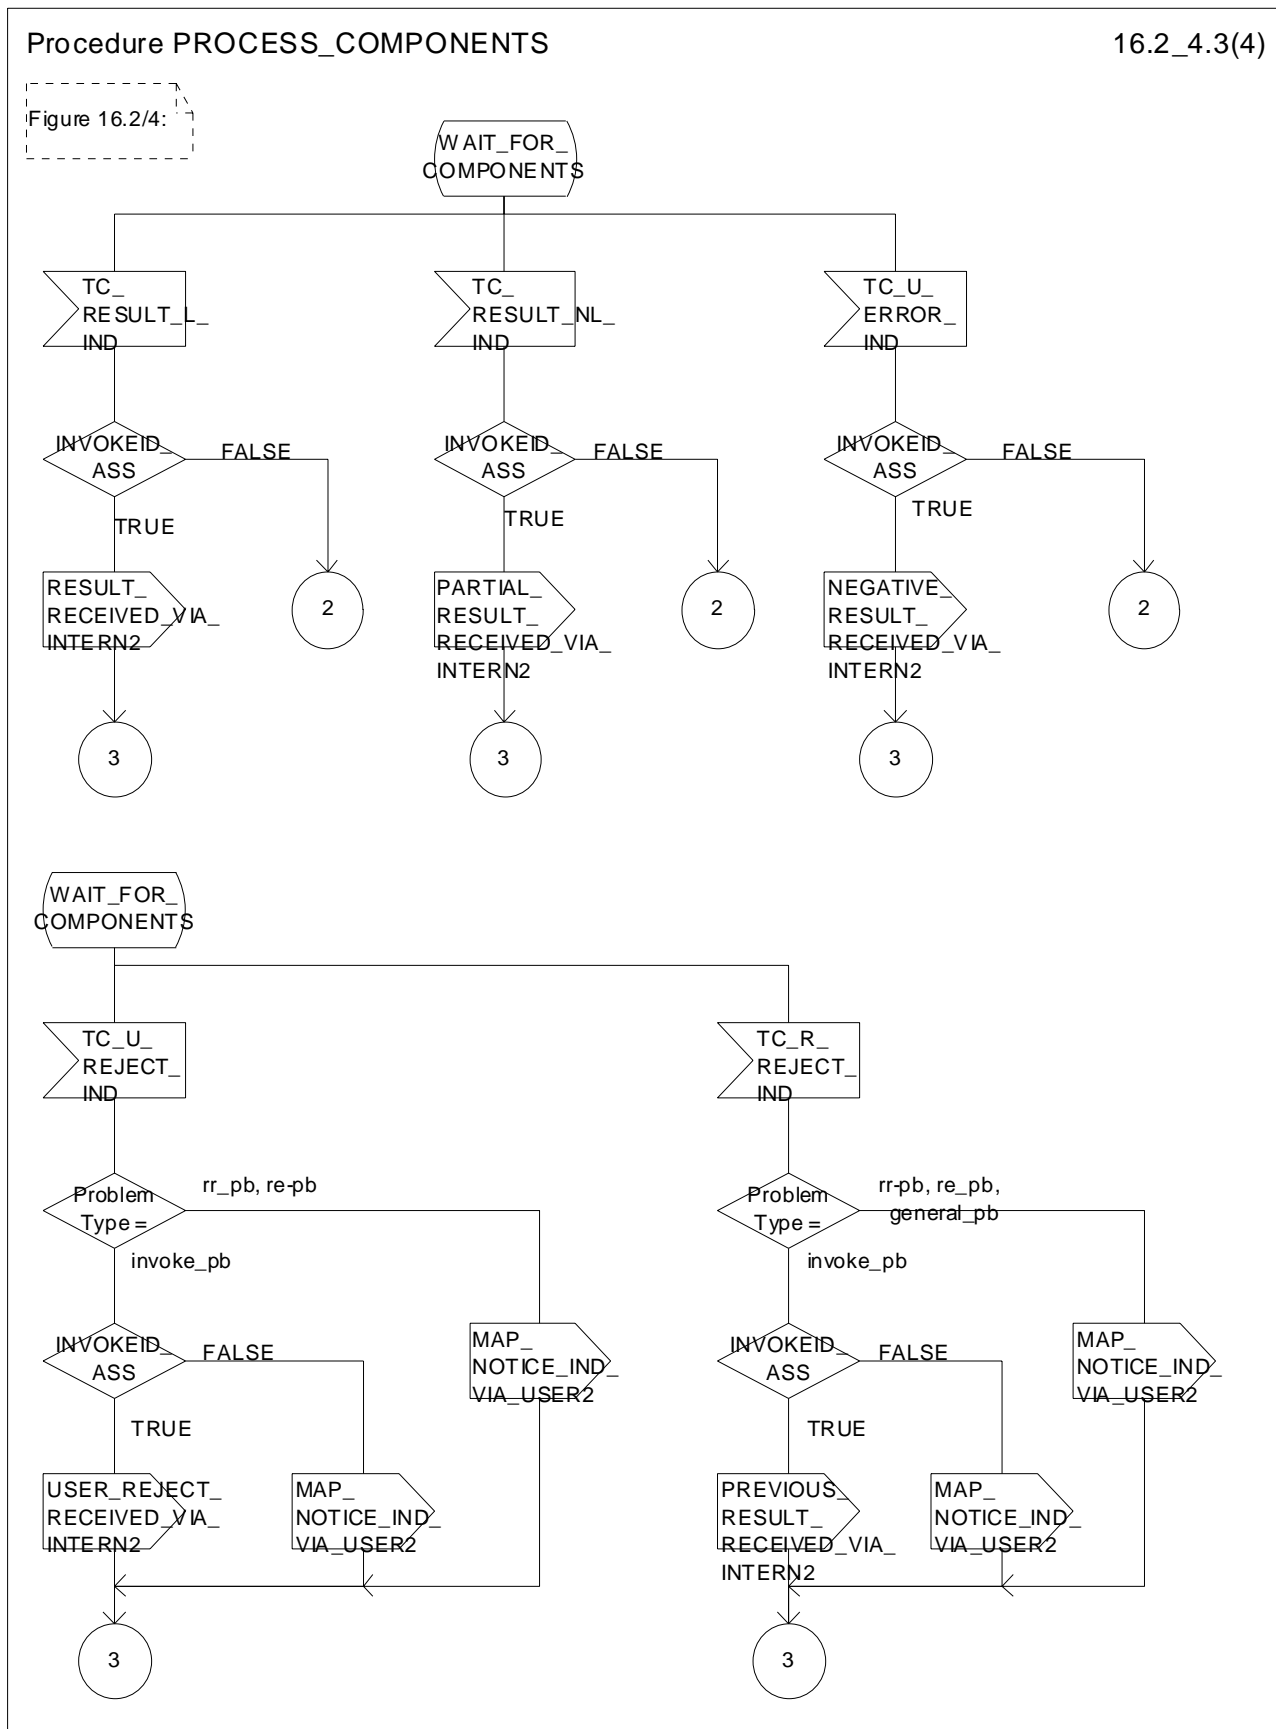 Procedure PROCESS_COMPONENTS
16.2_4.3(4)
Figure 16.2/4:
WAIT_FOR_
COMPONENTS
TC_
RESULT_L_
IND
TC_
RESULT_NL_
IND
TC_U_
ERROR_
IND
INVOKEID_
ASS
FALSE
TRUE
INVOKEID_
ASS
FALSE
TRUE
INVOKEID_
ASS
FALSE
TRUE
RESULT_
RECEIVED_VIA_
INTERN2
2
PARTIAL_
RESULT_
RECEIVED_VIA_
INTERN2
2
NEGATIVE_
RESULT_
RECEIVED_VIA_
INTERN2
2
3
3
3
WAIT_FOR_
COMPONENTS
TC_U_
REJECT_
IND
TC_R_
REJECT_
IND
Problem
Type =
rr_pb, re-pb
invoke_pb
Problem
Type =
rr-pb, re_pb,
general_pb
invoke_pb
INVOKEID_
ASS
FALSE
TRUE
MAP_
NOTICE_IND_
VIA_USER2
INVOKEID_
ASS
FALSE
TRUE
MAP_
NOTICE_IND_
VIA_USER2
USER_REJECT_
RECEIVED_VIA_
INTERN2
MAP_
NOTICE_IND_
VIA_USER2
PREVIOUS_
RESULT_
RECEIVED_VIA_
INTERN2
MAP_
NOTICE_IND_
VIA_USER2
3
3